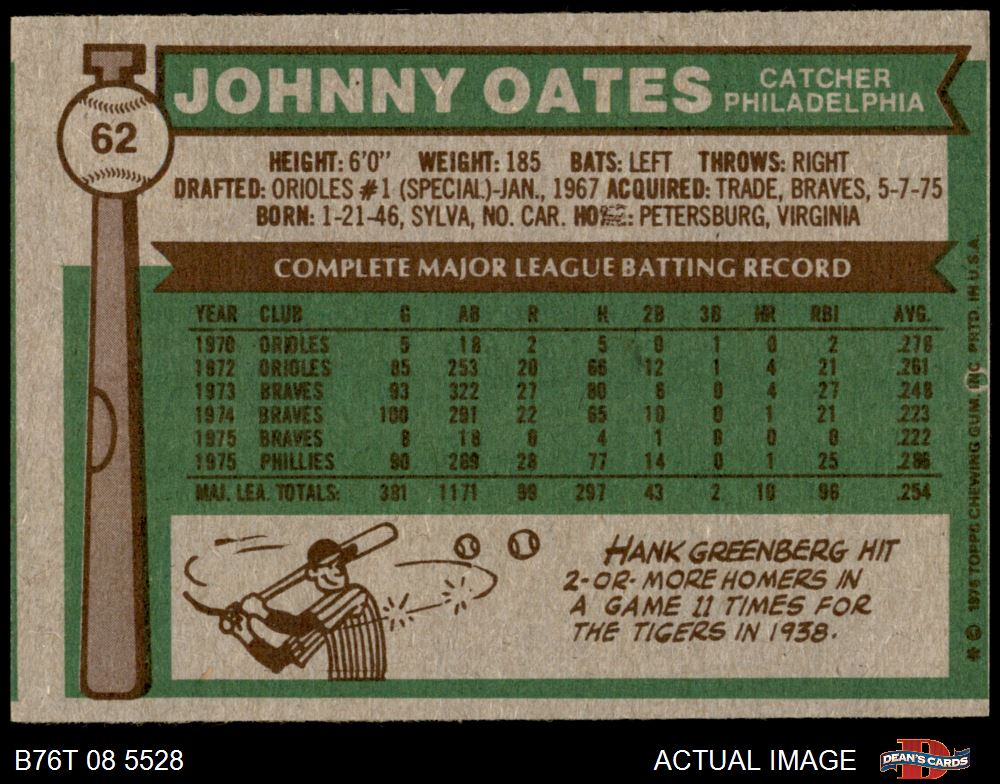 JOHNNY OATES
CATCHER
PHILADELPHIA
62
HEIGHT: 6'0" WEIGHT: 185 BATS: LEFT THROWS: RIGHT
DRAFTED: ORIOLES #1 (SPECIAL)-JAN., 1967 ACQUIRED: TRADE, BRAVES, 5-7-75
BORN: 1-21-46, SYLVA, NO. CAR. : PETERSBURG, VIRGINIA
COMPLETE MAJOR LEAGUE BATTING RECORD
YEAR CLUB G AB R H 2B 3B HR RBI AVG.
1970 ORIOLES 5 18 2 5 0 1 0 2 .278
1972 ORIOLES 85 253 20 66 12 1 4 21 .261
1973 BRAVES 93 322 27 80 6 0 4 27 .248
1974 BRAVES 100 291 22 65 10 0 1 21 .223
1975 BRAVES 8 18 0 4 1 0 0 0 .222
1975 PHILLIES 90 269 28 77 14 0 1 25 .286
MAJ. LEA. TOTALS: 381 1171 99 297 43 2 10 96 .254
HANK GREENBERG HIT
2-OR-MORE HOMERS IN
A GAME 11 TIMES FOR
THE TIGERS IN 1938.
* © 1976 TOPPS CHEWING GUM, INC. PRTD. IN U.S.A.
B76T 08 5528
ACTUAL IMAGE
D
DEAN'S CARDS